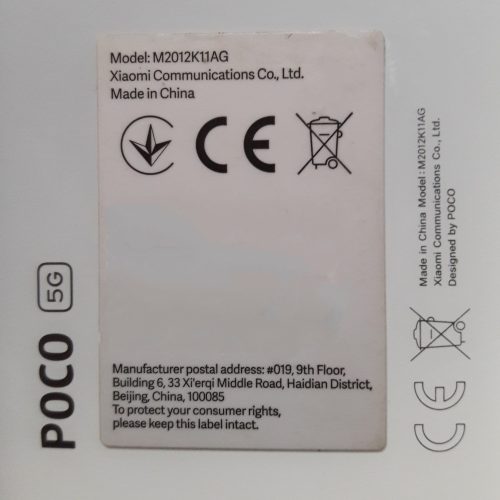 Model: M2012K11AG
Xiaomi Communications Co., Ltd.
Made in China
CE
Manufacturer postal address: #019, 9th Floor,
Building 6, 33 Xi'erqi Middle Road, Haidian District,
Beijing, China, 100085
To protect your consumer rights,
please keep this label intact.
POCO 5G
CE
Made in China Model: M2012K11AG
Xiaomi Communications Co., Ltd.
Designed by POCO